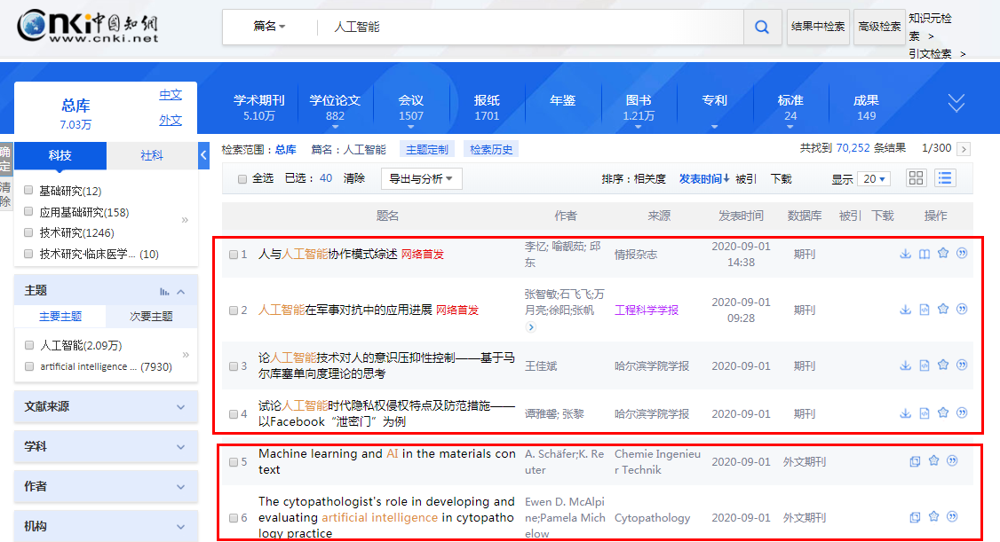 CNKI中国知網
www.cnki.net
篇名
人工智能
结果中检索
高级检索
知识元检索 >
引文检索 >
总库
7.03万
中文
外文
学术期刊
5.10万
学位论文
882
会议
1507
报纸
1701
年鉴
图书
1.21万
专利
标准
24
成果
149
确定
清除
科技
社科
基础研究(12)
应用基础研究(158)
技术研究(1246)
技术研究-临床医学... (10)
»
主题
主要主题
次要主题
人工智能(2.09万)
artificial intelligence ... (7930)
»
文献来源
学科
作者
机构
检索范围：总库 篇名：人工智能 主题定制 检索历史
共找到 70,252 条结果 1/300 >
全选 已选： 40 清除 导出与分析
排序：相关度 发表时间↓ 被引 下载
显示 20
题名 作者 来源 发表时间 数据库 被引 下载 操作
1 人与人工智能协作模式综述 网络首发
李忆; 喻靓茹; 邱东
情报杂志
2020-09-01
14:38
期刊
2 人工智能在军事对抗中的应用进展 网络首发
张智敏;石飞飞;万月亮;徐阳;张帆
工程科学学报
2020-09-01
09:28
期刊
3 论人工智能技术对人的意识压抑性控制——基于马
尔库塞单向度理论的思考
王佳斌
哈尔滨学院学报
2020-09-01
期刊
4 试论人工智能时代隐私权侵权特点及防范措施——
以Facebook“泄密门”为例
谭雅馨; 张黎
哈尔滨学院学报
2020-09-01
期刊
5 Machine learning and AI in the materials con
text
A. Schäfer;K. Re
uter
Chemie Ingenieu
r Technik
2020-09-01
外文期刊
6 The cytopathologist's role in developing and
evaluating artificial intelligence in cytopatho
logy practice
Ewen D. McAlpi
ne;Pamela Mich
elow
Cytopathology
2020-09-01
外文期刊